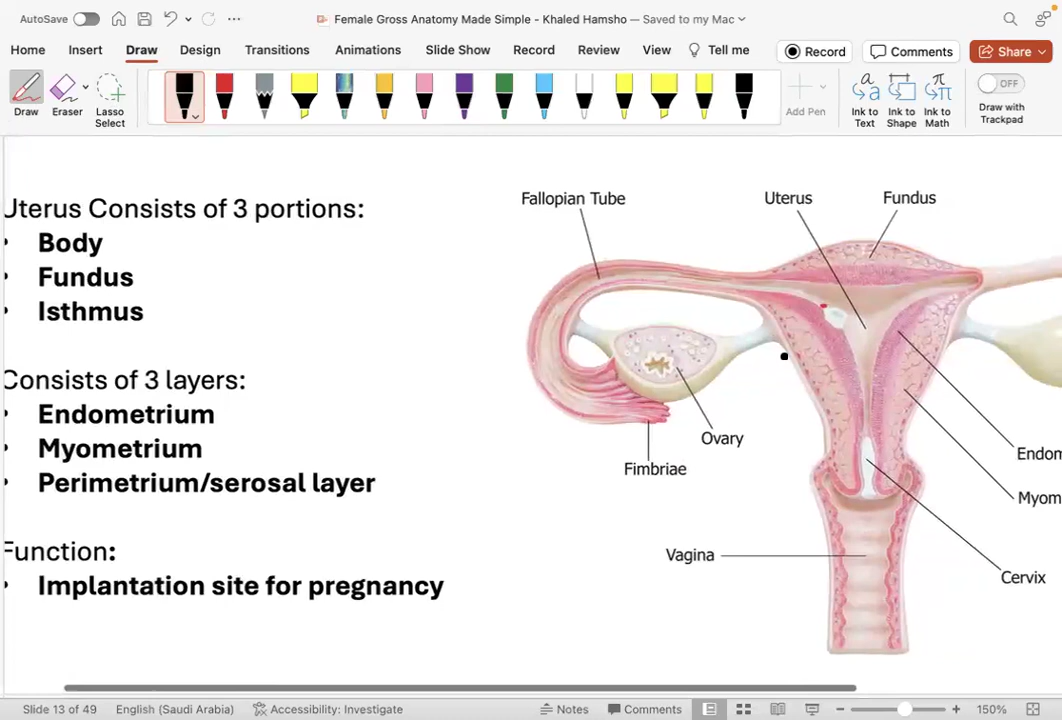 AutoSave
Female Gross Anatomy Made Simple - Khaled Hamsho — Saved to my Mac
Home Insert Draw Design Transitions Animations Slide Show Record Review View Tell me Record Comments Share
Draw
Eraser
Lasso
Select
Add Pen
Ink to
Text
Ink to
Shape
Ink to
Math
OFF
Draw with
Trackpad
Uterus Consists of 3 portions:
• Body
• Fundus
• Isthmus
Consists of 3 layers:
• Endometrium
• Myometrium
• Perimetrium/serosal layer
Function:
• Implantation site for pregnancy
Fallopian Tube
Uterus
Fundus
Ovary
Fimbriae
Endom
Myom
Vagina
Cervix
Slide 13 of 49 English (Saudi Arabia) Accessibility: Investigate Notes Comments 150%